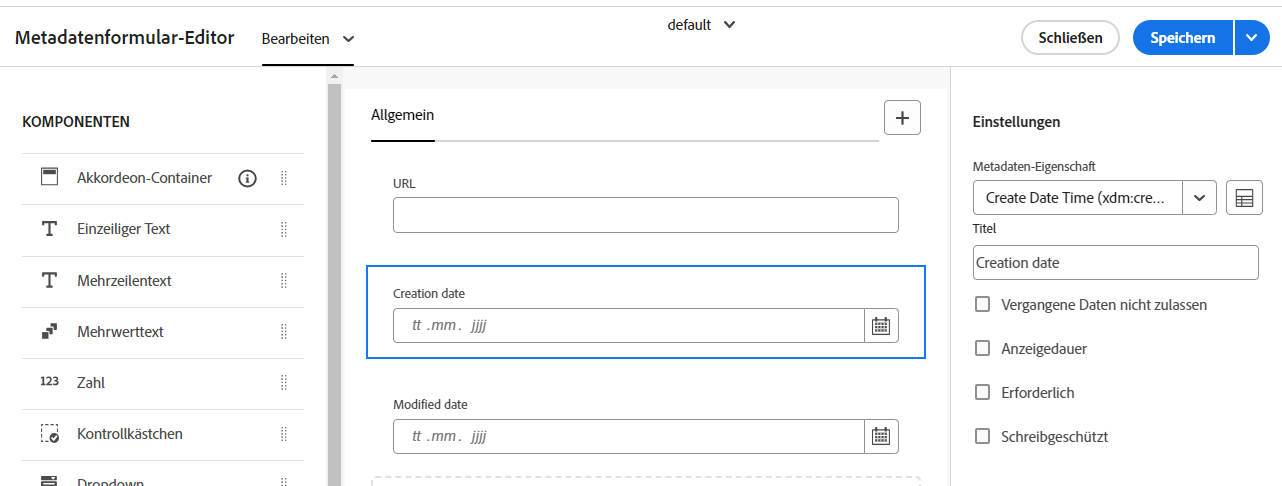 default
Metadatenformular-Editor
Bearbeiten
Schließen
Speichern
KOMPONENTEN
Akkordeon-Container
Einzeiliger Text
Mehrzeilentext
Mehrwerttext
123
Zahl
Kontrollkästchen
Dropdown
Allgemein
URL
Creation date
tt .mm . jjjj
Modified date
tt .mm . jjjj
Einstellungen
Metadaten-Eigenschaft
Create Date Time (xdm:cre...
Titel
Creation date
Vergangene Daten nicht zulassen
Anzeigedauer
Erforderlich
Schreibgeschützt